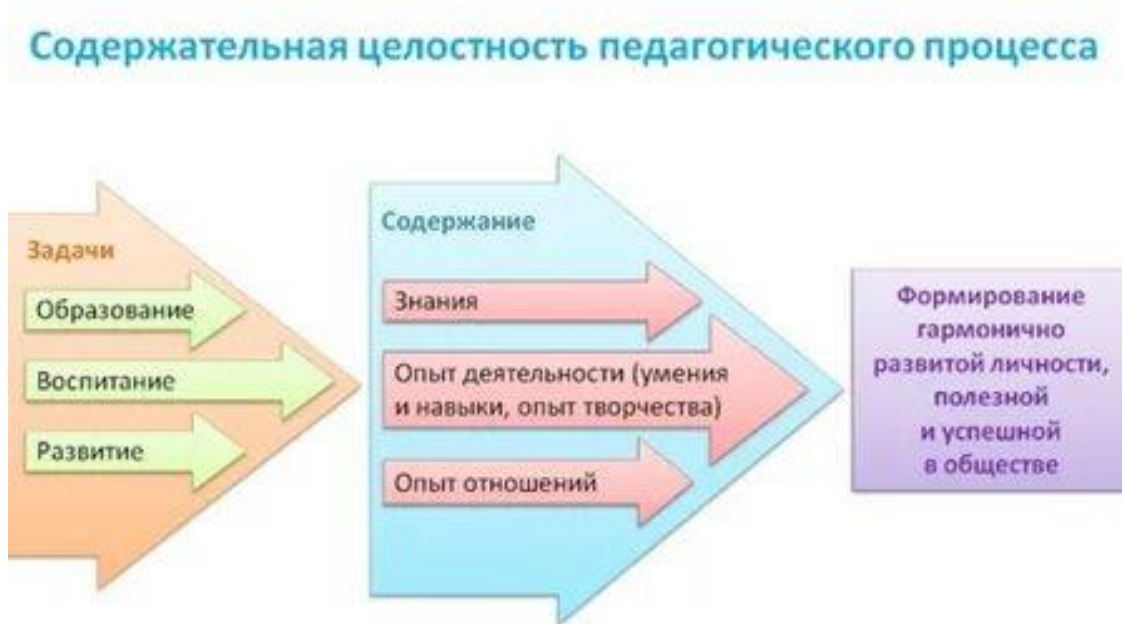 Содержательная целостность педагогического процесса
Задачи
Образование
Воспитание
Развитие
Содержание
Знания
Опыт деятельности (умения
и навыки, опыт творчества)
Опыт отношений
Формирование
гармонично
развитой личности,
полезной
и успешной
в обществе